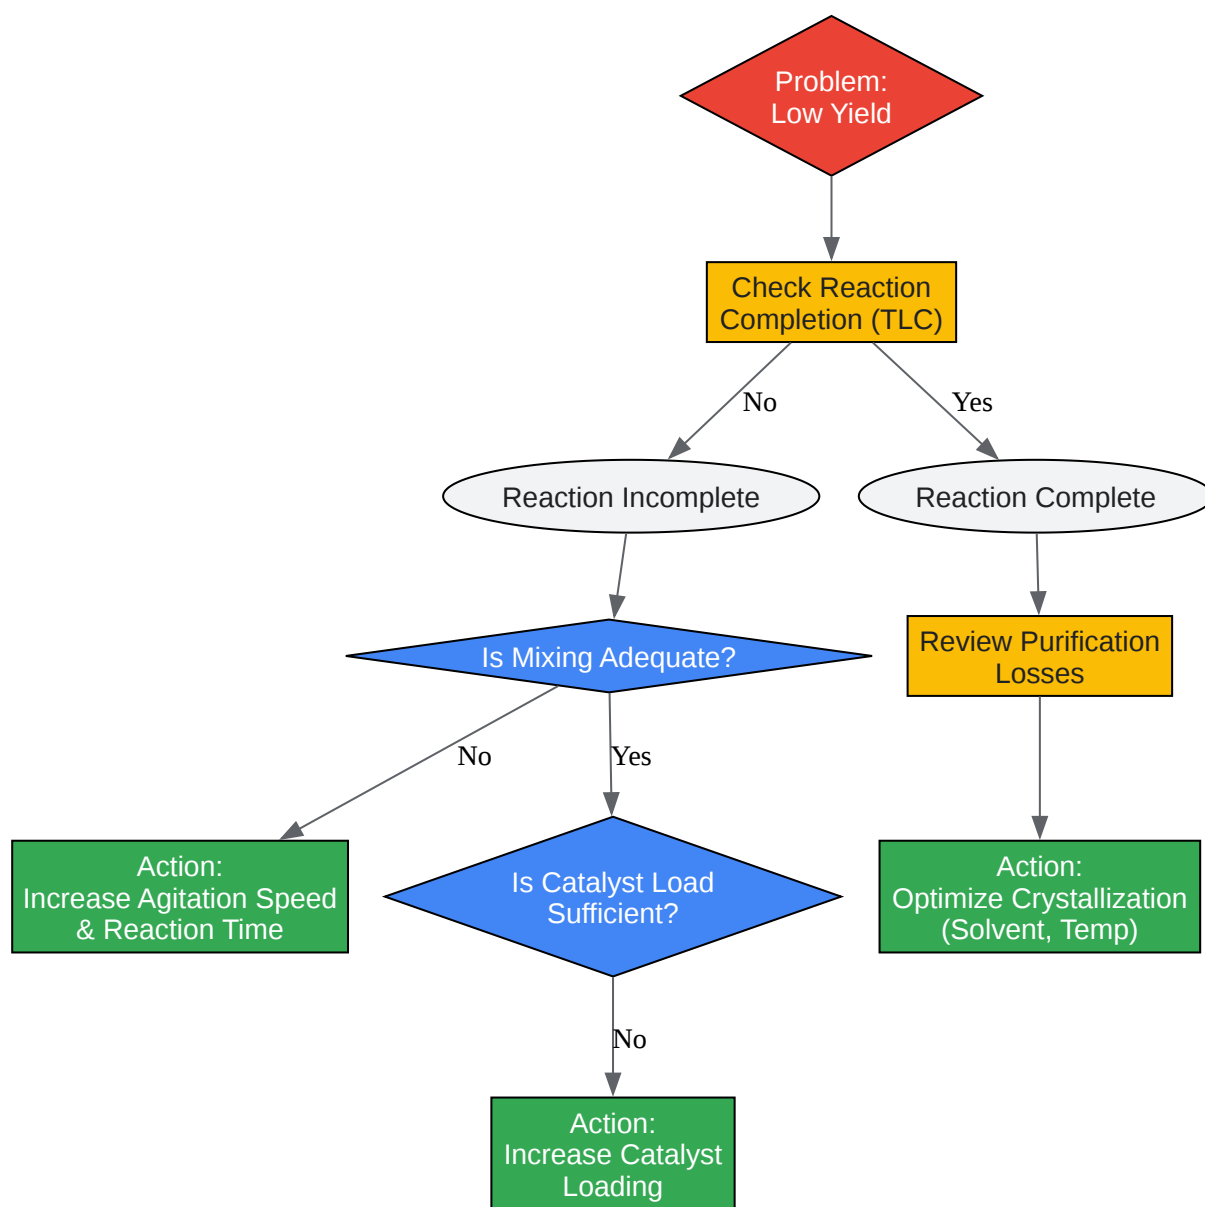 Problem:
Low Yield
Check Reaction
Completion (TLC)
No
Yes
Reaction Incomplete
Reaction Complete
Is Mixing Adequate?
Review Purification
Losses
No
Yes
Action:
Increase Agitation Speed
& Reaction Time
Is Catalyst Load
Sufficient?
Action:
Optimize Crystallization
(Solvent, Temp)
No
Action:
Increase Catalyst
Loading